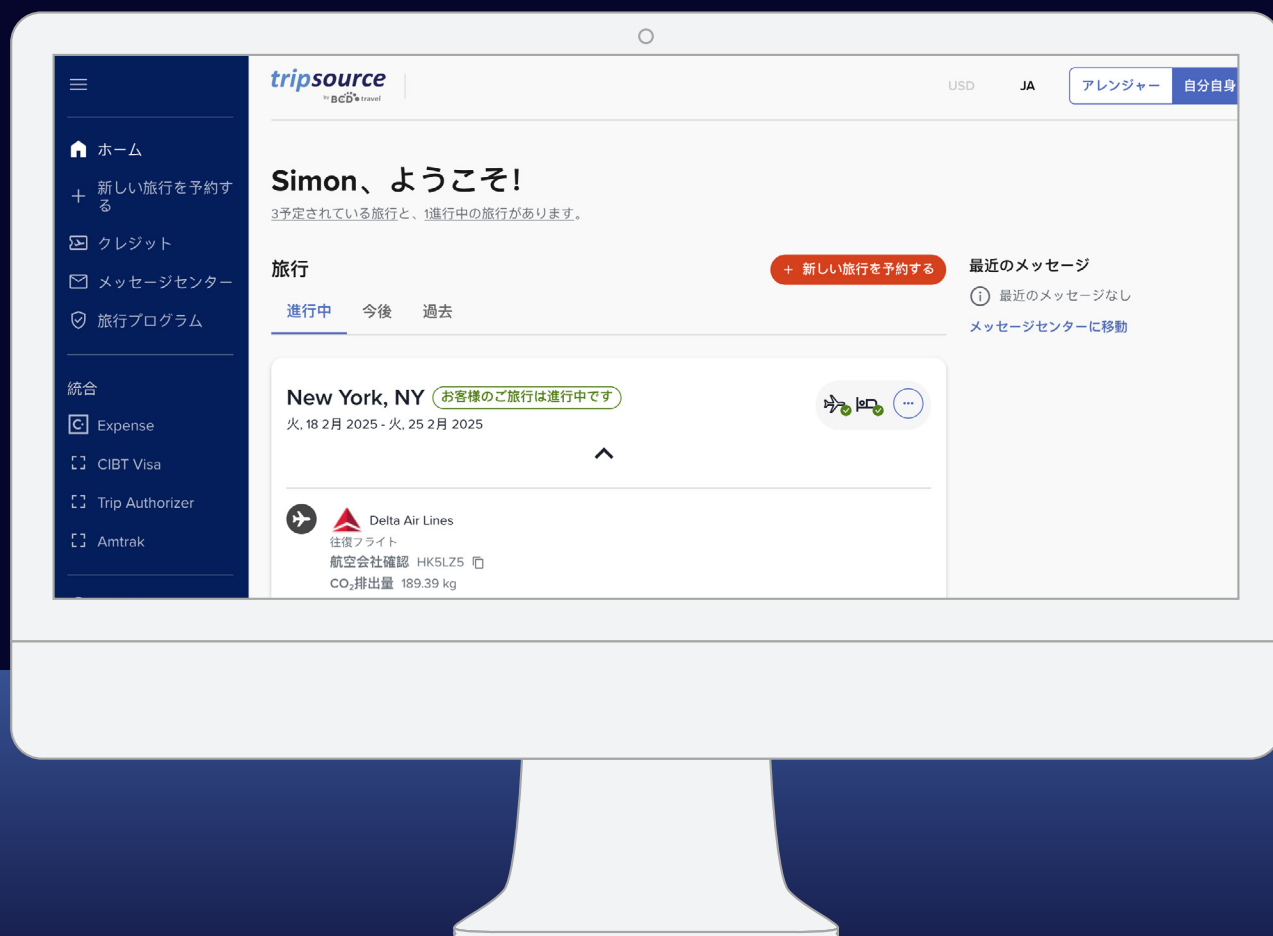 tripsource
by BCD travel
USD
JA
アレンジャー
自分自身
ホーム
新しい旅行を予約す
る
クレジット
メッセージセンター
旅行プログラム
統合
Expense
CIBT Visa
Trip Authorizer
Amtrak
Simon、ようこそ!
3予定されている旅行と、1進行中の旅行があります。
旅行
+ 新しい旅行を予約する
進行中
今後
過去
New York, NY
お客様のご旅行は進行中です
火, 18 2月 2025 - 火, 25 2月 2025
Delta Air Lines
往復フライト
航空会社確認 HK5LZ5
CO₂排出量 189.39 kg
最近のメッセージ
最近のメッセージなし
メッセージセンターに移動